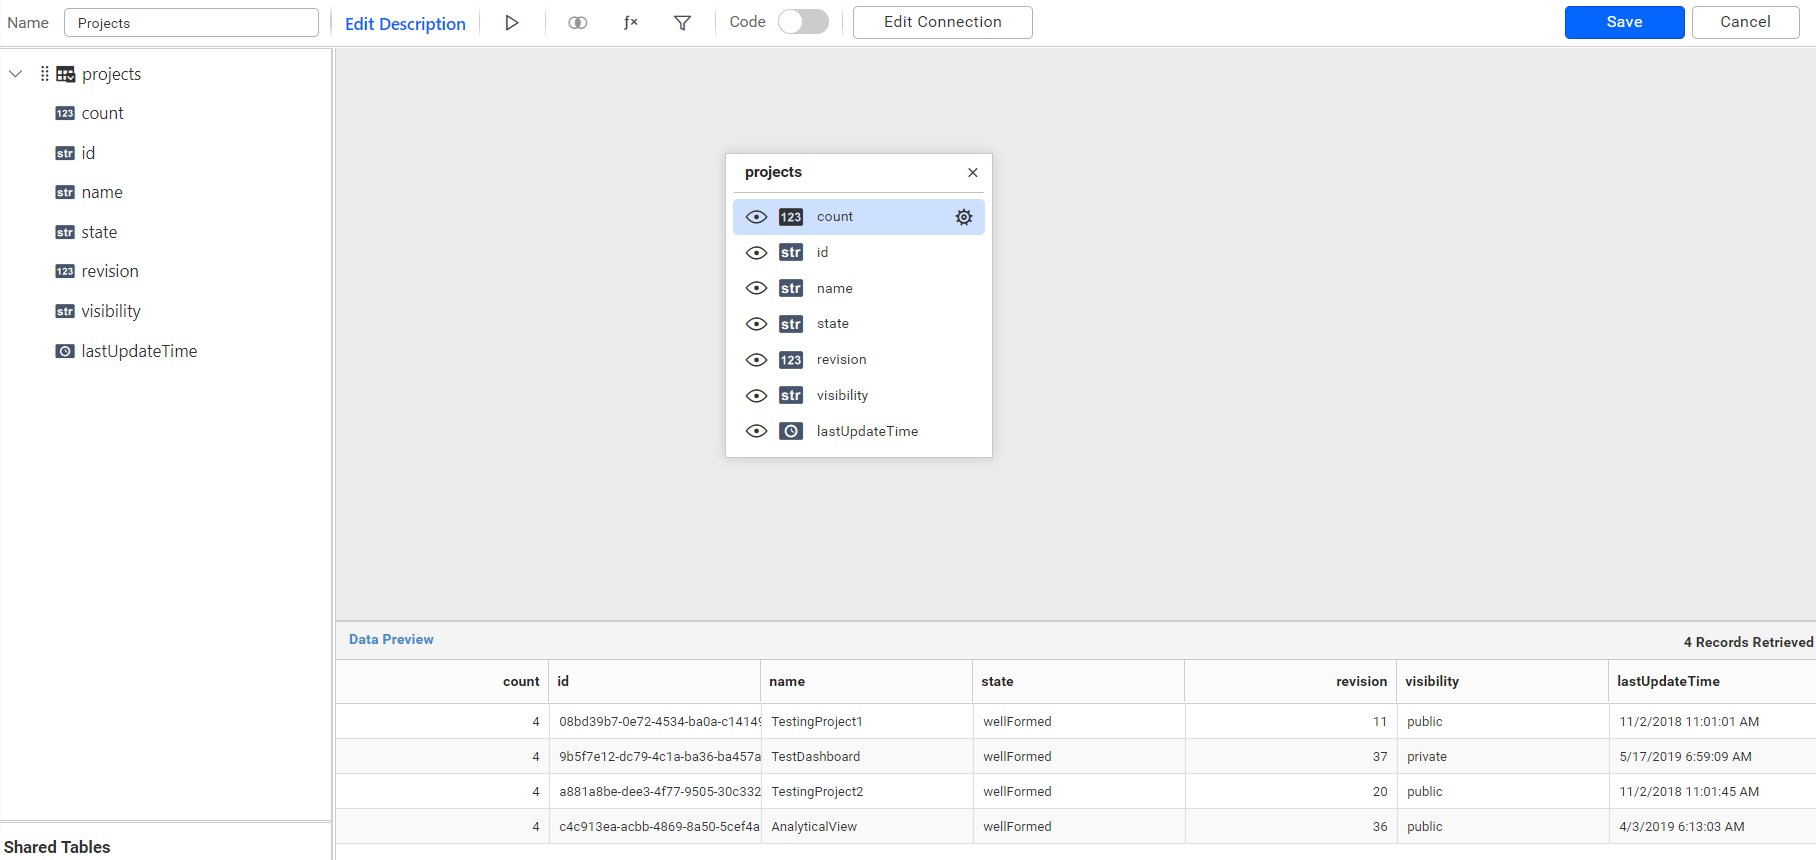 Name Projects Edit Description ƒx Code Edit Connection Save Cancel
projects
123 count
str id
str name
str state
123 revision
str visibility
lastUpdateTime
Shared Tables
projects
123 count
str id
str name
str state
123 revision
str visibility
lastUpdateTime
Data Preview 4 Records Retrieved
count id name state revision visibility lastUpdateTime
4 08bd39b7-0e72-4534-ba0a-c1414 TestingProject1 wellFormed 11 public 11/2/2018 11:01:01 AM
4 9b5f7e12-dc79-4c1a-ba36-ba457a TestDashboard wellFormed 37 private 5/17/2019 6:59:09 AM
4 a881a8be-dee3-4f77-9505-30c332 TestingProject2 wellFormed 20 public 11/2/2018 11:01:45 AM
4 c4c913ea-acbb-4869-8a50-5cef4a AnalyticalView wellFormed 36 public 4/3/2019 6:13:03 AM